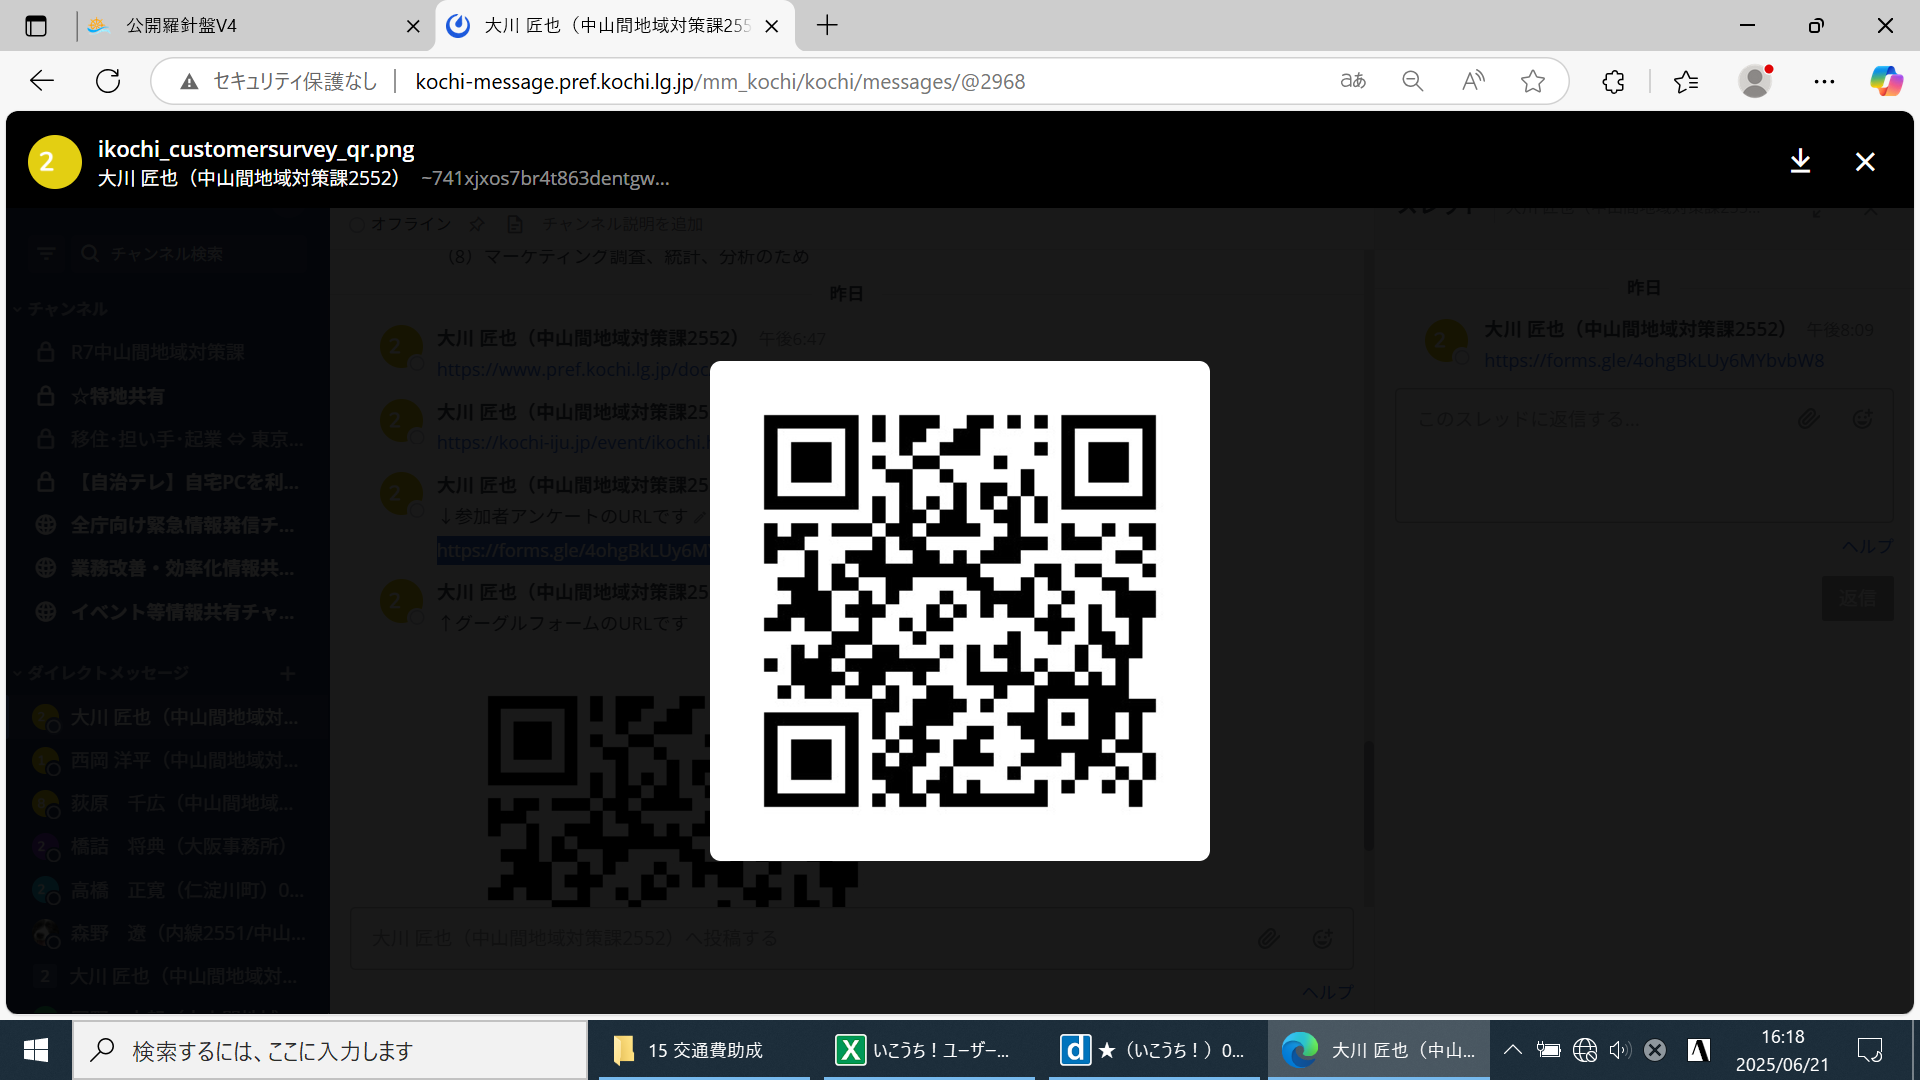 公開羅針盤V4
大川 匠也（中山間地域対策課255
セキュリティ保護なし
kochi-message.pref.kochi.lg.jp/mm_kochi/kochi/messages/@2968
2
ikochi_customersurvey_qr.png
大川 匠也（中山間地域対策課2552） ~741xjxos7br4t863dentgw...
オフライン
チャンネル説明を追加
チャンネル検索
チャンネル
R7中山間地域対策課
☆特地共有
移住･担い手･起業 ⇔ 東京...
【自治テレ】自宅PCを利...
全庁向け緊急情報発信チ...
業務改善・効率化情報共...
イベント等情報共有チャ...
ダイレクトメッセージ
大川 匠也（中山間地域対...
西岡 洋平（中山間地域対...
荻原　千広（中山間地域...
橋詰　将典（大阪事務所）
高橋　正寛（仁淀川町）0...
森野　遼（内線2551/中山...
大川 匠也（中山間地域対...
（8）マーケティング調査、統計、分析のため
昨日
大川 匠也（中山間地域対策課2552） 午後6:47
https://www.pref.kochi.lg.jp/doc
大川 匠也（中山間地域対策課25
https://kochi-iju.jp/event/ikochi.
大川 匠也（中山間地域対策課25
↓参加者アンケートのURLです
https://forms.gle/4ohgBkLUy6M
大川 匠也（中山間地域対策課25
↑グーグルフォームのURLです
大川 匠也（中山間地域対策課2552）へ投稿する
ヘルプ
スレッド
昨日
大川 匠也（中山間地域対策課2552） 午後8:09
https://forms.gle/4ohgBkLUy6MYbvbW8
このスレッドに返信する...
ヘルプ
返信
検索するには、ここに入力します
15 交通費助成
いこうち！ユーザー...
★（いこうち！）0...
大川 匠也（中山...
A
16:18
2025/06/21